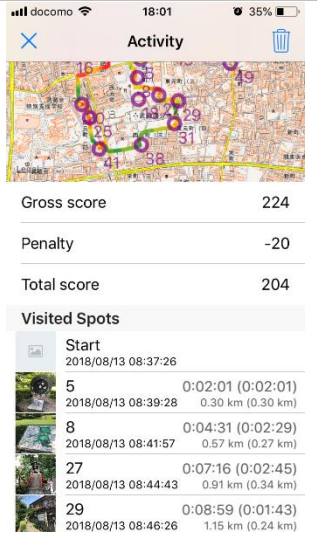 docomo 18:01 35%
Activity
16
49
29
25
31
41
38
Gross score 224
Penalty -20
Total score 204
Visited Spots
Start
2018/08/13 08:37:26
5 0:02:01 (0:02:01)
2018/08/13 08:39:28 0.30 km (0.30 km)
8 0:04:31 (0:02:29)
2018/08/13 08:41:57 0.57 km (0.27 km)
27 0:07:16 (0:02:45)
2018/08/13 08:44:43 0.91 km (0.34 km)
29 0:08:59 (0:01:43)
2018/08/13 08:46:26 1.15 km (0.24 km)